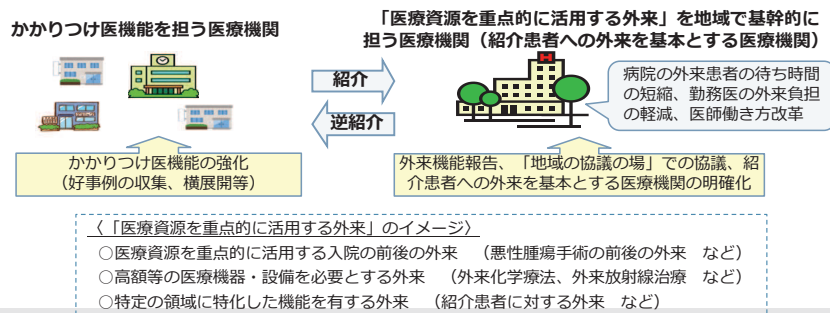 かかりつけ医機能を担う医療機関
「医療資源を重点的に活用する外来」を地域で基幹的に
担う医療機関（紹介患者への外来を基本とする医療機関）
紹介
逆紹介
H
病院の外来患者の待ち時間
の短縮、勤務医の外来負担
の軽減、医師働き方改革
かかりつけ医機能の強化
（好事例の収集、横展開等）
外来機能報告、「地域の協議の場」での協議、紹
介患者への外来を基本とする医療機関の明確化
〈「医療資源を重点的に活用する外来」のイメージ〉
○医療資源を重点的に活用する入院の前後の外来　（悪性腫瘍手術の前後の外来　など）
○高額等の医療機器・設備を必要とする外来　（外来化学療法、外来放射線治療　など）
○特定の領域に特化した機能を有する外来　（紹介患者に対する外来　など）